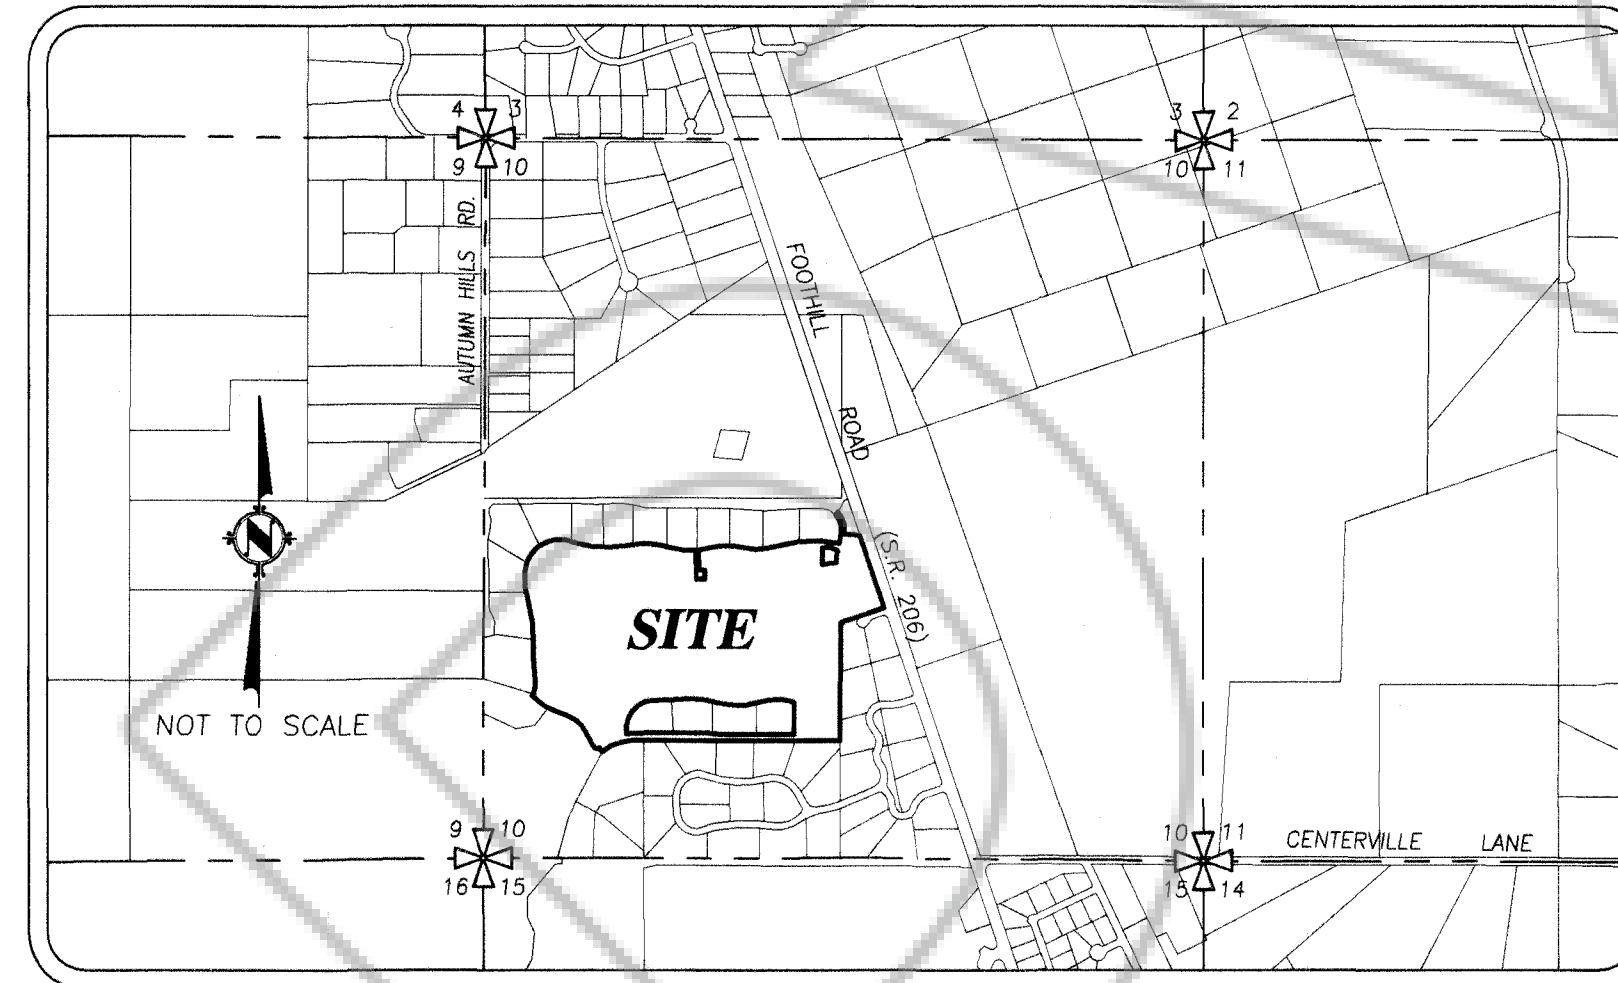 4 3
9 10
3 2
10 11
AUTUMN HILLS RD.
FOOTHILL
ROAD
(S.R. 206)
N
SITE
NOT TO SCALE
9 10
16 15
10 11
15 14
CENTERVILLE LANE